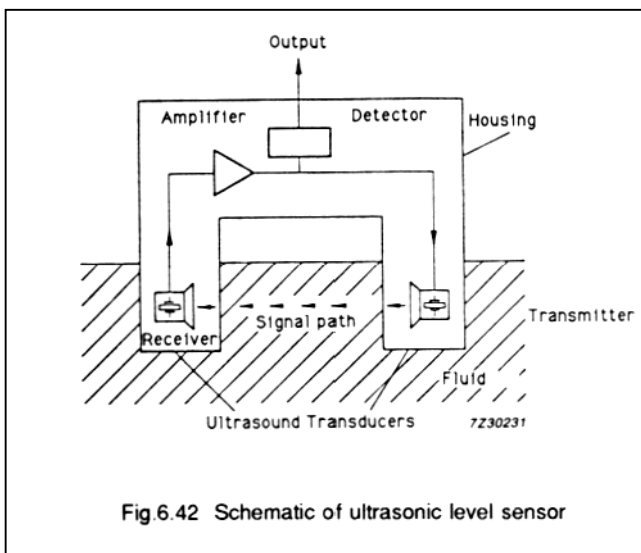 Output
Amplifier
Detector
Housing
Signal path
Transmitter
Receiver
Fluid
Ultrasound Transducers
7Z30231
Fig.6.42 Schematic of ultrasonic level sensor